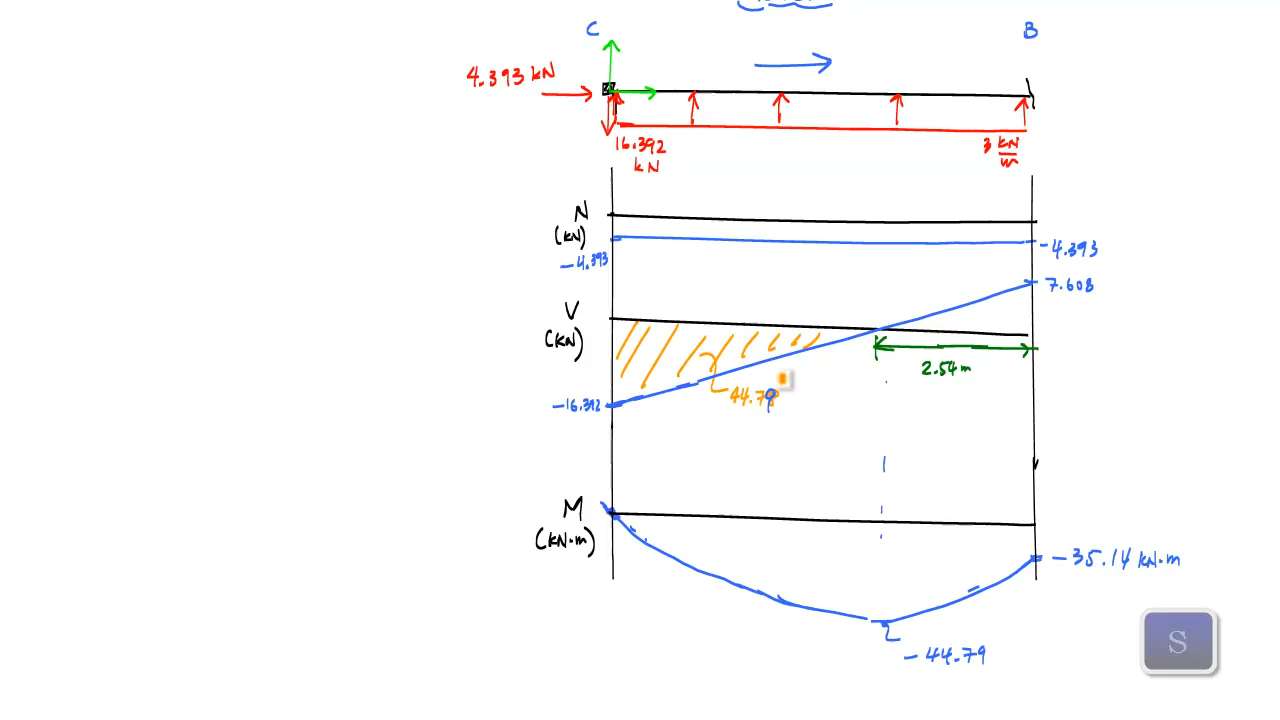 C
B
4.393 kN
16.392
kN
3 kN/m
N
(kN)
-4.393
-4.393
7.608
V
(kN)
2.54m
-16.392
44.79
M
(kN·m)
-35.14 kN·m
-44.79
S